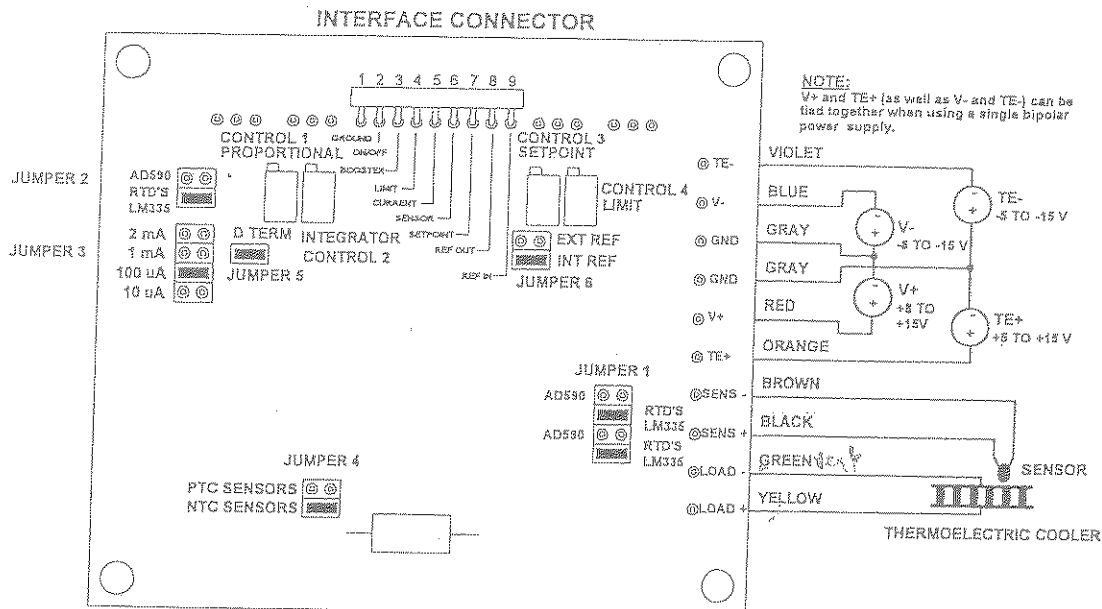 INTERFACE CONNECTOR
1 2 3 4 5 6 7 8 9
NOTE:
V+ and TE+ (as well as V- and TE-) can be
tied together when using a single bipolar
power supply.
CONTROL 1
PROPORTIONAL
GROUND
ON/OFF
BOOSTER
LIMIT
CURRENT
SENSOR
SETPOINT
REF OUT
REF IN
CONTROL 3
SETPOINT
CONTROL 4
LIMIT
JUMPER 2
AD590
RTD'S
LM335
JUMPER 3
2 mA
1 mA
100 uA
10 uA
D TERM
JUMPER 5
INTEGRATOR
CONTROL 2
EXT REF
INT REF
JUMPER 6
TE-
VIOLET
V-
BLUE
GND
GRAY
GND
GRAY
V+
RED
TE+
ORANGE
TE-
-5 TO -15 V
V-
-8 TO -15 V
V+
+8 TO
+15V
TE+
+5 TO +15 V
JUMPER 1
AD590
RTD'S
LM335
AD590
RTD'S
LM335
SENS -
BROWN
SENS +
BLACK
LOAD -
GREEN
LOAD +
YELLOW
SENSOR
THERMOELECTRIC COOLER
JUMPER 4
PTC SENSORS
NTC SENSORS